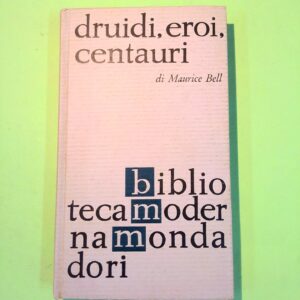 druidi, eroi,
centauri
di Maurice Bell
biblio
tecamoder
namonda
dori